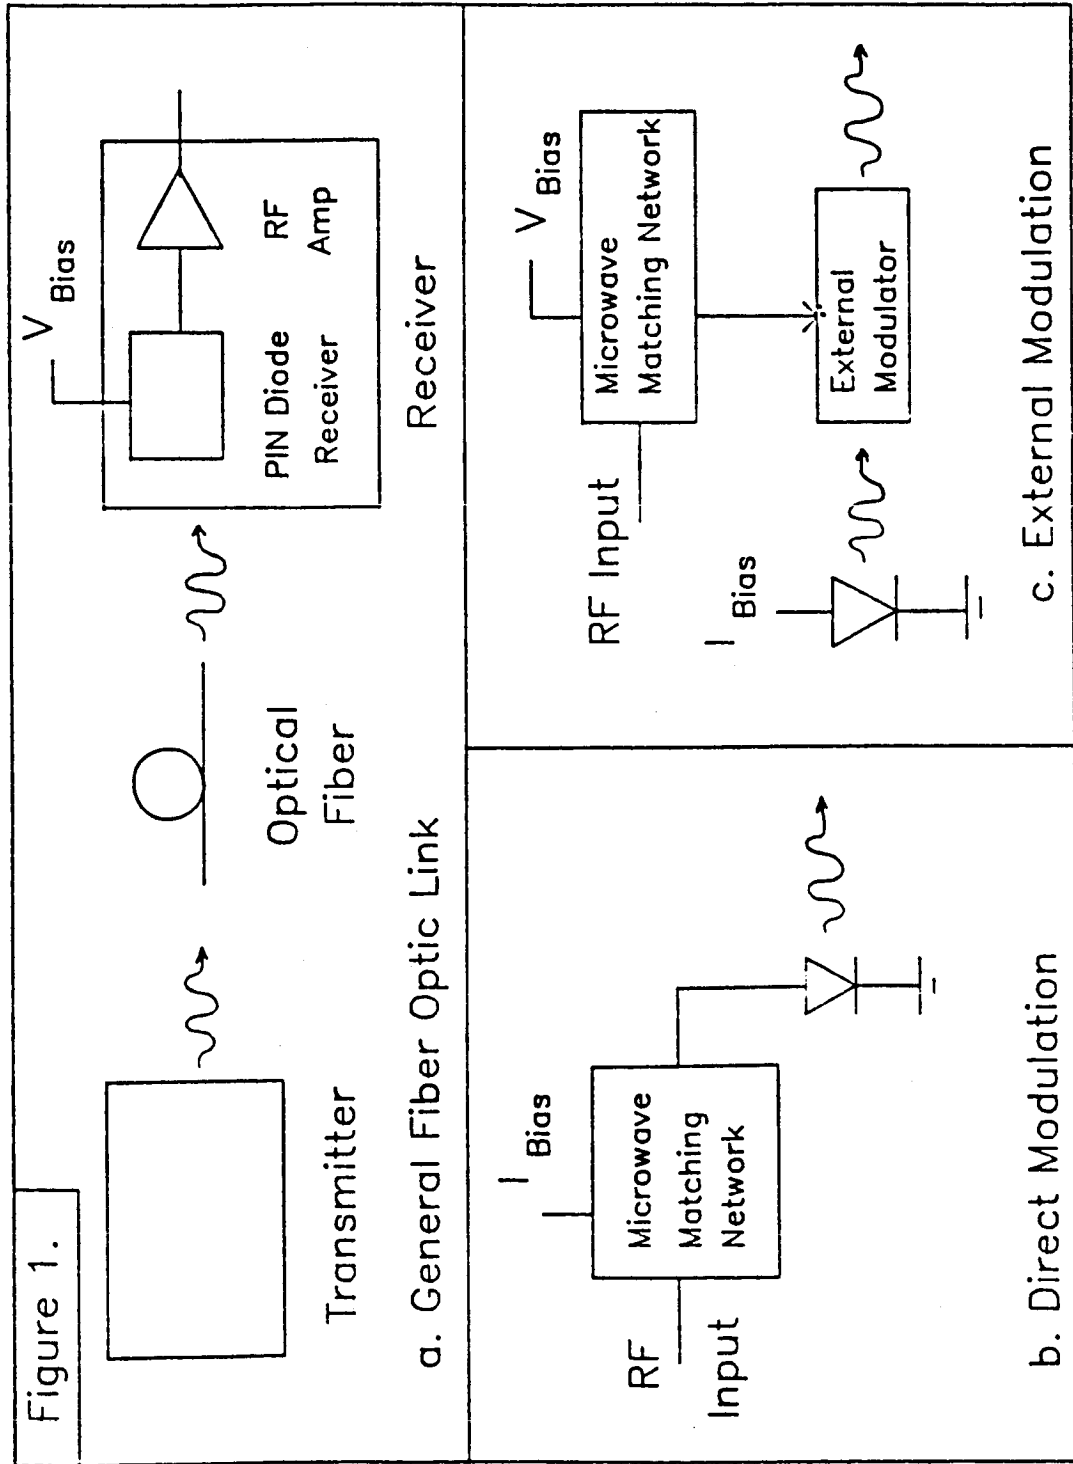 Figure 1.
V Bias
PIN Diode
Receiver
RF
Amp
Transmitter
Optical
Fiber
Receiver
a. General Fiber Optic Link
I Bias
Microwave
Matching
Network
RF
Input
b. Direct Modulation
V Bias
Microwave
Matching Network
RF Input
I Bias
External
Modulator
c. External Modulation